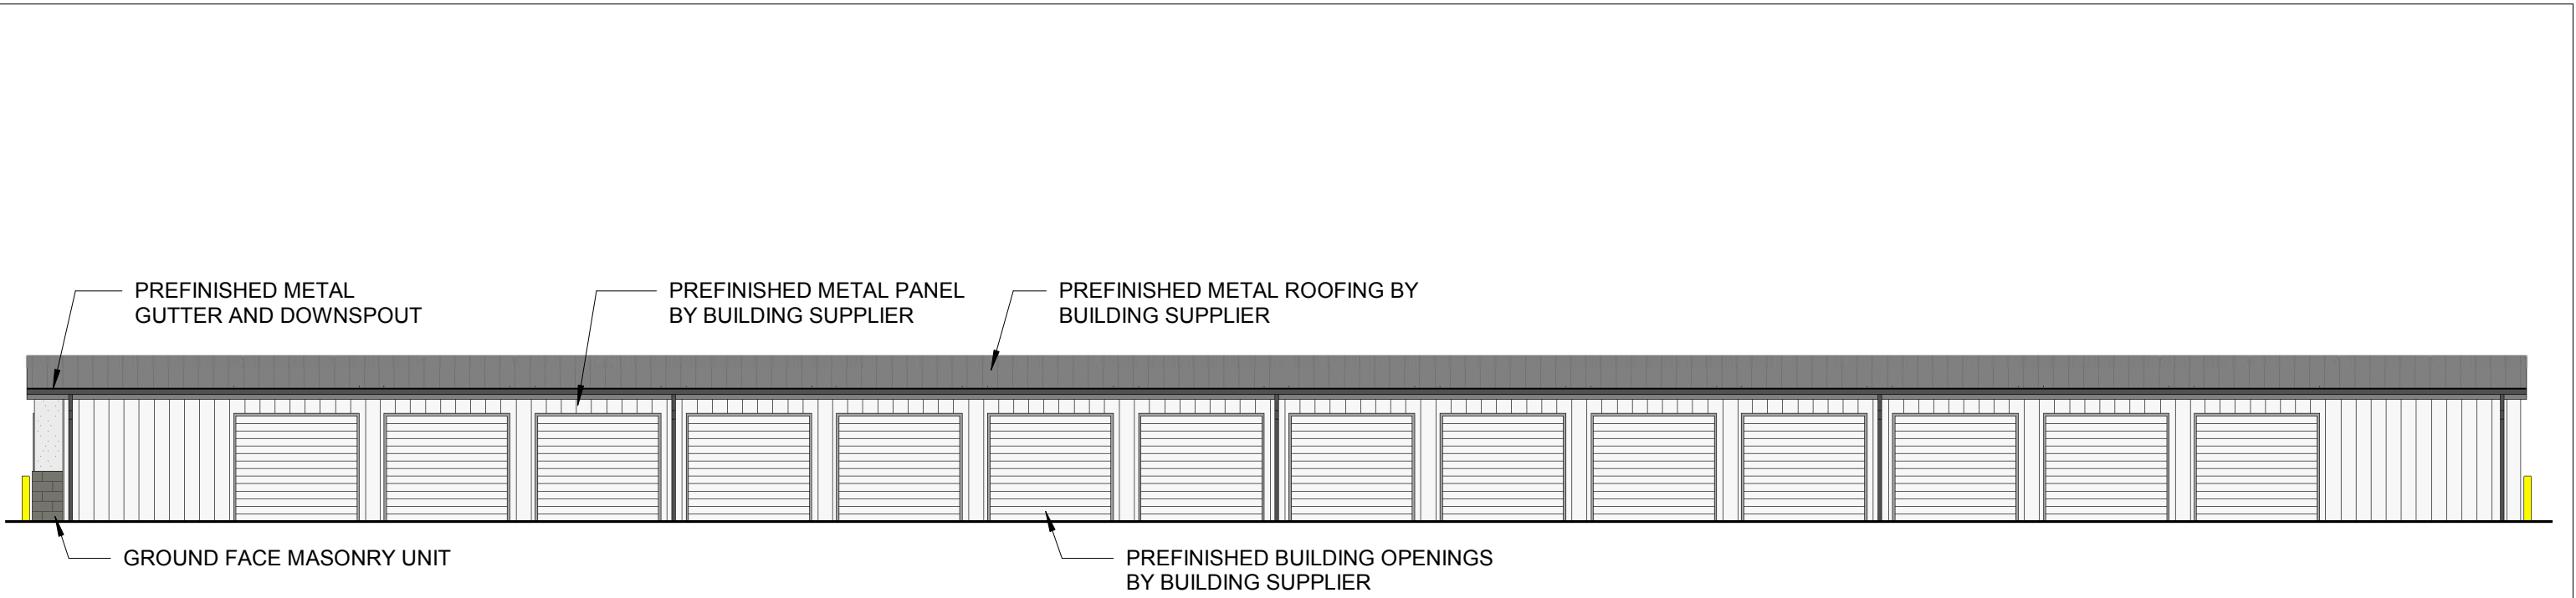 PREFINISHED METAL
GUTTER AND DOWNSPOUT
PREFINISHED METAL PANEL
BY BUILDING SUPPLIER
PREFINISHED METAL ROOFING BY
BUILDING SUPPLIER
GROUND FACE MASONRY UNIT
PREFINISHED BUILDING OPENINGS
BY BUILDING SUPPLIER